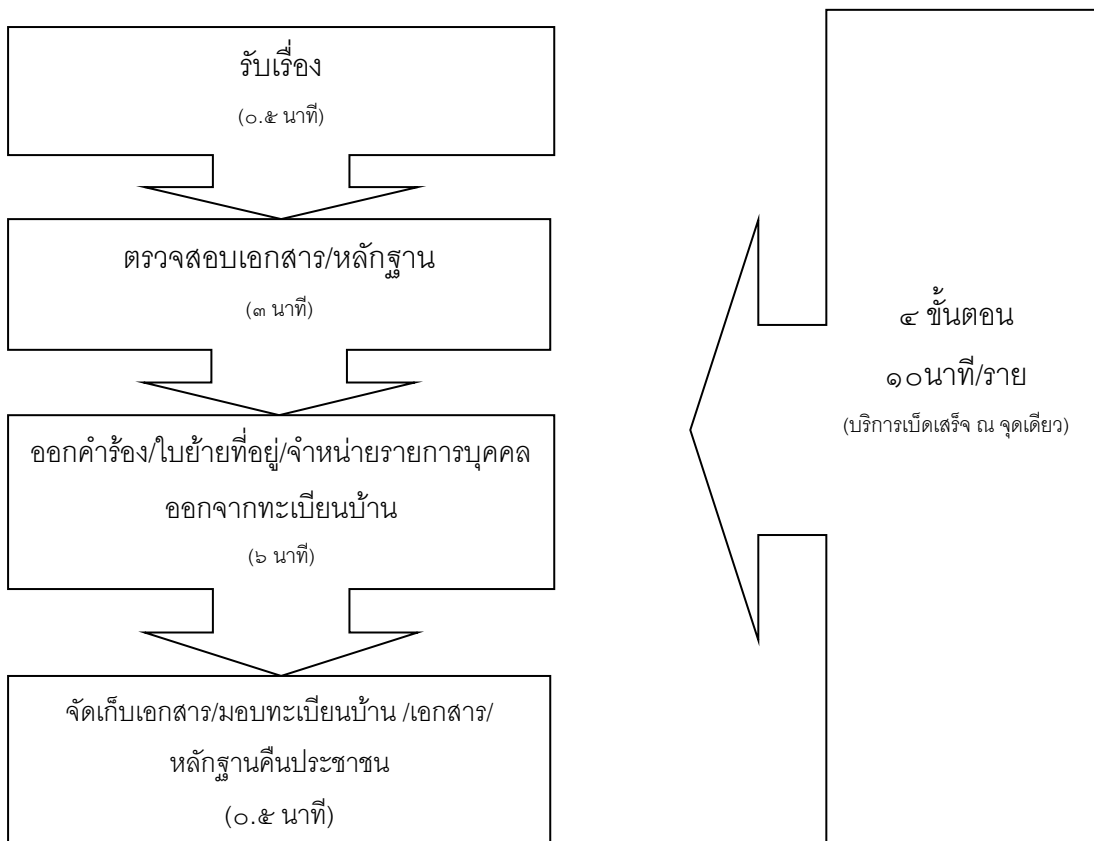 รับเรื่อง
(๐.๕ นาที)
ตรวจสอบเอกสาร/หลักฐาน
(๓ นาที)
ออกคำร้อง/ใบย้ายที่อยู่/จำหน่ายรายการบุคคล
ออกจากทะเบียนบ้าน
(๖ นาที)
จัดเก็บเอกสาร/มอบทะเบียนบ้าน /เอกสาร/
หลักฐานคืนประชาชน
(๐.๕ นาที)
๔ ขั้นตอน
๑๐นาที/ราย
(บริการเบ็ดเสร็จ ณ จุดเดียว)